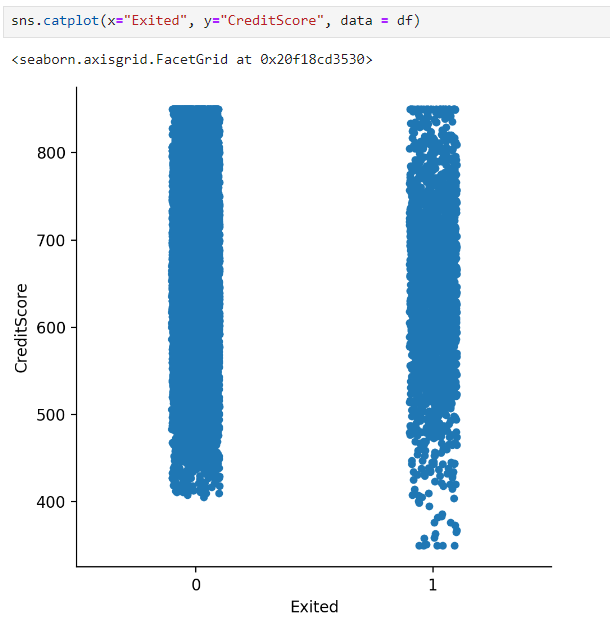 sns.catplot(x="Exited", y="CreditScore", data = df)
<seaborn.axisgrid.FacetGrid at 0x20f18cd3530>
800
700
600
500
400
CreditScore
0 1
Exited